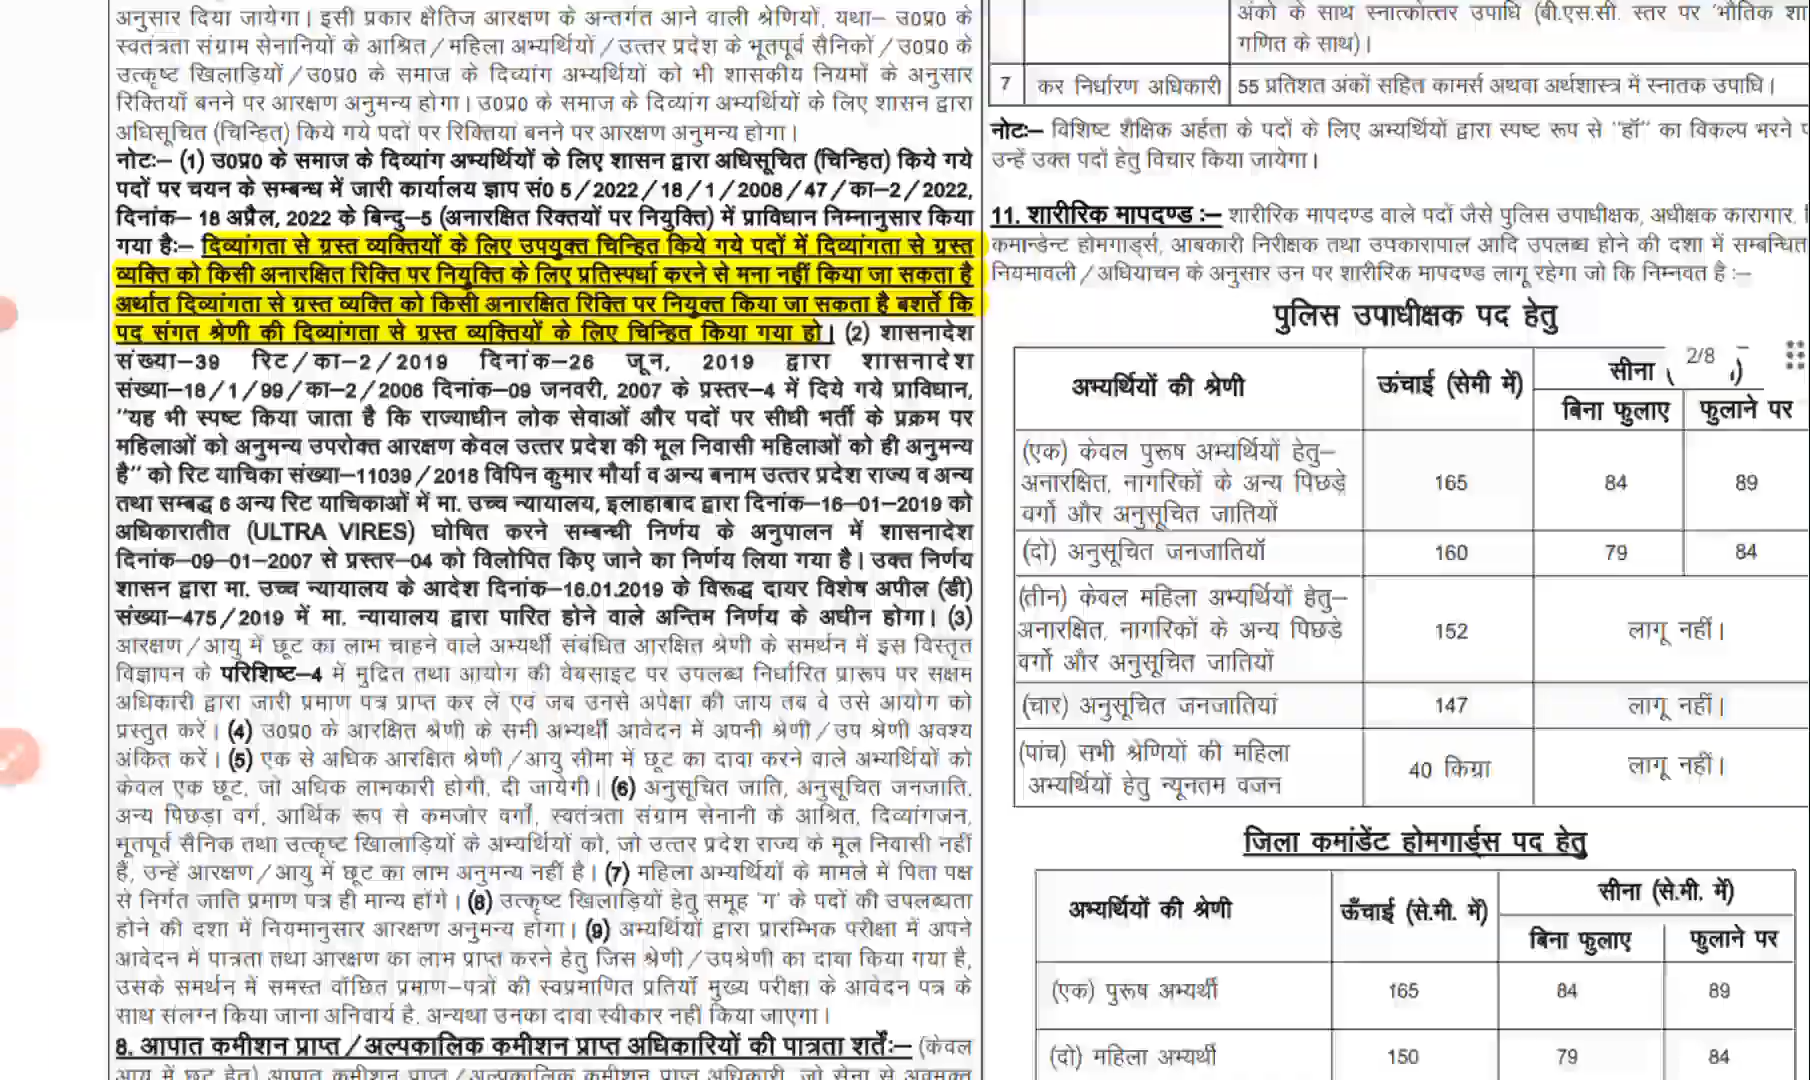 अनुसार दिया जायेगा। इसी प्रकार क्षैतिज आरक्षण के अन्तर्गत आने वाली श्रेणियों, यथा– उ०प्र० के
स्वतंत्रता संग्राम सेनानियों के आश्रित/महिला अभ्यर्थियों/उत्तर प्रदेश के भूतपूर्व सैनिकों/उ०प्र० के
उत्कृष्ट खिलाड़ियों/उ०प्र० के समाज के दिव्यांग अभ्यर्थियों को भी शासकीय नियमों के अनुसार
रिक्तियाँ बनने पर आरक्षण अनुमन्य होगा। उ०प्र० के समाज के दिव्यांग अभ्यर्थियों के लिए शासन द्वारा
अधिसूचित (चिन्हित) किये गये पदों पर रिक्तियां बनने पर आरक्षण अनुमन्य होगा।
नोटः– (1) उ०प्र० के समाज के दिव्यांग अभ्यर्थियों के लिए शासन द्वारा अधिसूचित (चिन्हित) किये गये
पदों पर चयन के सम्बन्ध में जारी कार्यालय ज्ञाप सं० 5/2022/18/1/2008/47/का–2/2022,
दिनांक– 18 अप्रैल, 2022 के बिन्दु–5 (अनारक्षित रिक्तयों पर नियुक्ति) में प्राविधान निम्नानुसार किया
गया हैः– दिव्यांगता से ग्रस्त व्यक्तियों के लिए उपयुक्त चिन्हित किये गये पदों में दिव्यांगता से ग्रस्त
व्यक्ति को किसी अनारक्षित रिक्ति पर नियुक्ति के लिए प्रतिस्पर्धा करने से मना नहीं किया जा सकता है
अर्थात दिव्यांगता से ग्रस्त व्यक्ति को किसी अनारक्षित रिक्ति पर नियुक्त किया जा सकता है बशर्ते कि
पद संगत श्रेणी की दिव्यांगता से ग्रस्त व्यक्तियों के लिए चिन्हित किया गया हो। (2) शासनादेश
संख्या–39 रिट/का–2/2019 दिनांक–26 जून, 2019 द्वारा शासनादेश
संख्या–18/1/99/का–2/2006 दिनांक–09 जनवरी, 2007 के प्रस्तर–4 में दिये गये प्राविधान,
"यह भी स्पष्ट किया जाता है कि राज्याधीन लोक सेवाओं और पदों पर सीधी भर्ती के प्रक्रम पर
महिलाओं को अनुमन्य उपरोक्त आरक्षण केवल उत्तर प्रदेश की मूल निवासी महिलाओं को ही अनुमन्य
है" को रिट याचिका संख्या–11039/2018 विपिन कुमार मौर्या व अन्य बनाम उत्तर प्रदेश राज्य व अन्य
तथा सम्बद्ध 6 अन्य रिट याचिकाओं में मा. उच्च न्यायालय, इलाहाबाद द्वारा दिनांक–16–01–2019 को
अधिकारातीत (ULTRA VIRES) घोषित करने सम्बन्धी निर्णय के अनुपालन में शासनादेश
दिनांक–09–01–2007 से प्रस्तर–04 को विलोपित किए जाने का निर्णय लिया गया है। उक्त निर्णय
शासन द्वारा मा. उच्च न्यायालय के आदेश दिनांक–16.01.2019 के विरूद्ध दायर विशेष अपील (डी)
संख्या–475/2019 में मा. न्यायालय द्वारा पारित होने वाले अन्तिम निर्णय के अधीन होगा। (3)
आरक्षण/आयु में छूट का लाभ चाहने वाले अभ्यर्थी संबंधित आरक्षित श्रेणी के समर्थन में इस विस्तृत
विज्ञापन के परिशिष्ट–4 में मुद्रित तथा आयोग की वेबसाइट पर उपलब्ध निर्धारित प्रारूप पर सक्षम
अधिकारी द्वारा जारी प्रमाण पत्र प्राप्त कर लें एवं जब उनसे अपेक्षा की जाय तब वे उसे आयोग को
प्रस्तुत करें। (4) उ०प्र० के आरक्षित श्रेणी के सभी अभ्यर्थी आवेदन में अपनी श्रेणी/उप श्रेणी अवश्य
अंकित करें। (5) एक से अधिक आरक्षित श्रेणी/आयु सीमा में छूट का दावा करने वाले अभ्यर्थियों को
केवल एक छूट, जो अधिक लाभकारी होगी, दी जायेगी। (6) अनुसूचित जाति, अनुसूचित जनजाति,
अन्य पिछड़ा वर्ग, आर्थिक रूप से कमजोर वर्गों, स्वतंत्रता संग्राम सेनानी के आश्रित, दिव्यांगजन,
भूतपूर्व सैनिक तथा उत्कृष्ट खिालाड़ियों के अभ्यर्थियों को, जो उत्तर प्रदेश राज्य के मूल निवासी नहीं
हैं, उन्हें आरक्षण/आयु में छूट का लाभ अनुमन्य नहीं है। (7) महिला अभ्यर्थियों के मामले में पिता पक्ष
से निर्गत जाति प्रमाण पत्र ही मान्य होंगे। (8) उत्कृष्ट खिलाड़ियों हेतु समूह 'ग' के पदों की उपलब्धता
होने की दशा में नियमानुसार आरक्षण अनुमन्य होगा। (9) अभ्यर्थियों द्वारा प्रारम्भिक परीक्षा में अपने
आवेदन में पात्रता तथा आरक्षण का लाभ प्राप्त करने हेतु जिस श्रेणी/उपश्रेणी का दावा किया गया है,
उसके समर्थन में समस्त वाँछित प्रमाण–पत्रों की स्वप्रमाणित प्रतियाँ मुख्य परीक्षा के आवेदन पत्र के
साथ संलग्न किया जाना अनिवार्य है, अन्यथा उनका दावा स्वीकार नहीं किया जाएगा।
8. आपात कमीशन प्राप्त/अल्पकालिक कमीशन प्राप्त अधिकारियों की पात्रता शर्तेंः– (केवल
आयु में छूट हेतु) आपात कमीशन प्राप्त/अल्पकालिक कमीशन प्राप्त अधिकारी, जो सेना से अवमुक्त
अंको के साथ स्नात्कोत्तर उपाधि (बी.एस.सी. स्तर पर 'भौतिक
गणित के साथ)।
7 कर निर्धारण अधिकारी 55 प्रतिशत अंकों सहित कामर्स अथवा अर्थशास्त्र में स्नातक उपाधि।
नोटः– विशिष्ट शैक्षिक अर्हता के पदों के लिए अभ्यर्थियों द्वारा स्पष्ट रूप से "हॉ" का विकल्प भरने
उन्हें उक्त पदों हेतु विचार किया जायेगा।
11. शारीरिक मापदण्ड :– शारीरिक मापदण्ड वाले पदों जैसे पुलिस उपाधीक्षक, अधीक्षक कारागार,
कमान्डेन्ट होमगार्ड्स, आबकारी निरीक्षक तथा उपकारापाल आदि उपलब्ध होने की दशा में सम्बन्धित
नियमावली/अधियाचन के अनुसार उन पर शारीरिक मापदण्ड लागू रहेगा जो कि निम्नवत है :–
पुलिस उपाधीक्षक पद हेतु
अभ्यर्थियों की श्रेणी ऊंचाई (सेमी में) सीना ( )
2/8
बिना फुलाए फुलाने पर
(एक) केवल पुरूष अभ्यर्थियों हेतु–
अनारक्षित, नागरिकों के अन्य पिछड़े 165 84 89
वर्गो और अनुसूचित जातियों
(दो) अनुसूचित जनजातियॉ 160 79 84
(तीन) केवल महिला अभ्यर्थियों हेतु–
अनारक्षित, नागरिकों के अन्य पिछडे 152 लागू नहीं।
वर्गो और अनुसूचित जातियों
(चार) अनुसूचित जनजातियां 147 लागू नहीं।
(पांच) सभी श्रेणियों की महिला
अभ्यर्थियों हेतु न्यूनतम वजन 40 किग्रा लागू नहीं।
जिला कमांडेंट होमगार्ड्स पद हेतु
अभ्यर्थियों की श्रेणी ऊँचाई (से.मी. में) सीना (से.मी. में)
बिना फुलाए फुलाने पर
(एक) पुरूष अभ्यर्थी 165 84 89
(दो) महिला अभ्यर्थी 150 79 84